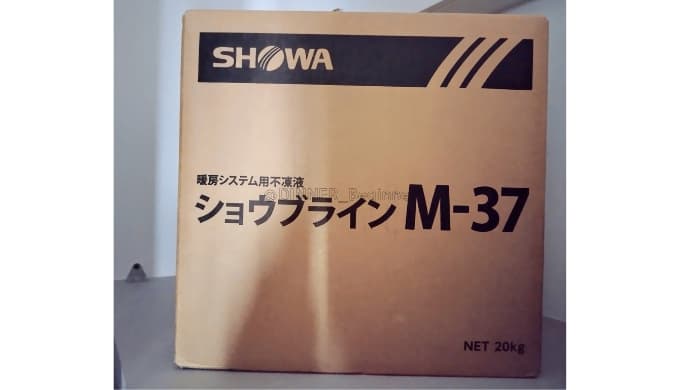 SHOWA
暖房システム用不凍液
@DINNER_Beginner
ショウブラインM-37
NET 20kg